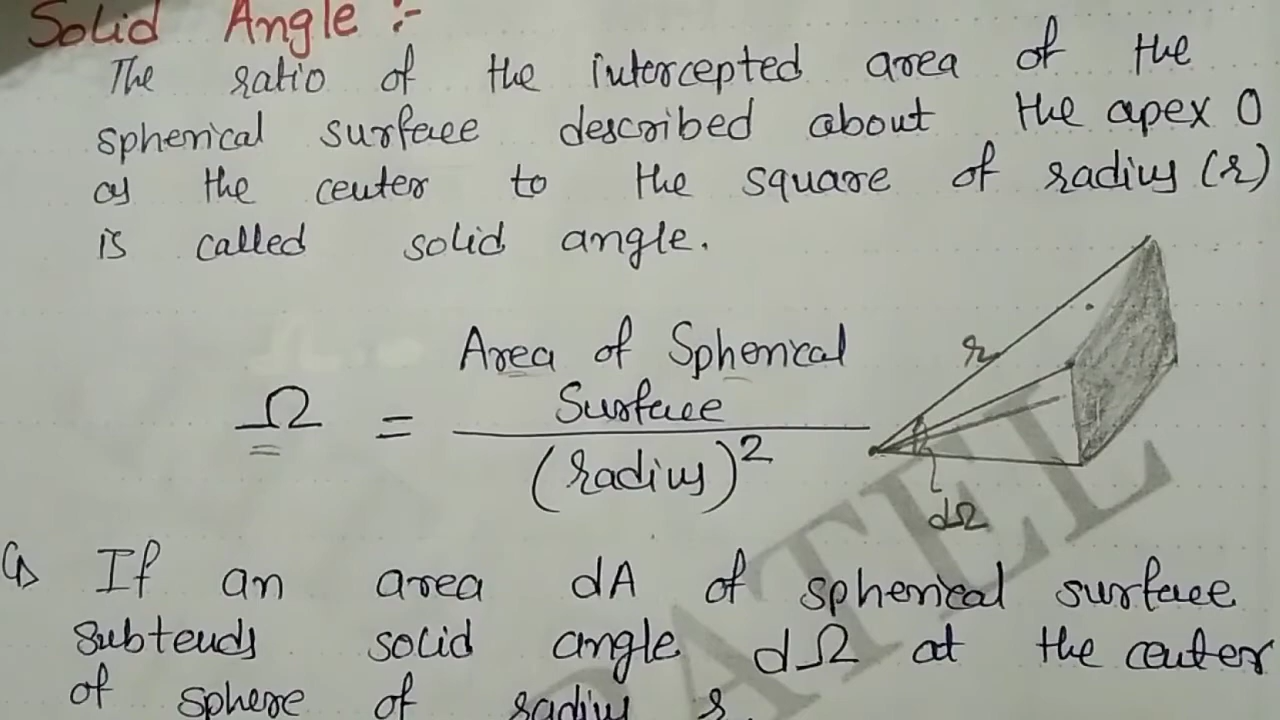 Solid Angle :-
The ratio of the intercepted area of the
spherical surface described about the apex O
as the center to the square of radius (r)
is called solid angle.
Area of Spherical
Surface
Ω =
(radius)²
r
dΩ
If an area dA of spherical surface
subtends solid angle dΩ at the center
of sphere of radius r
PATEL